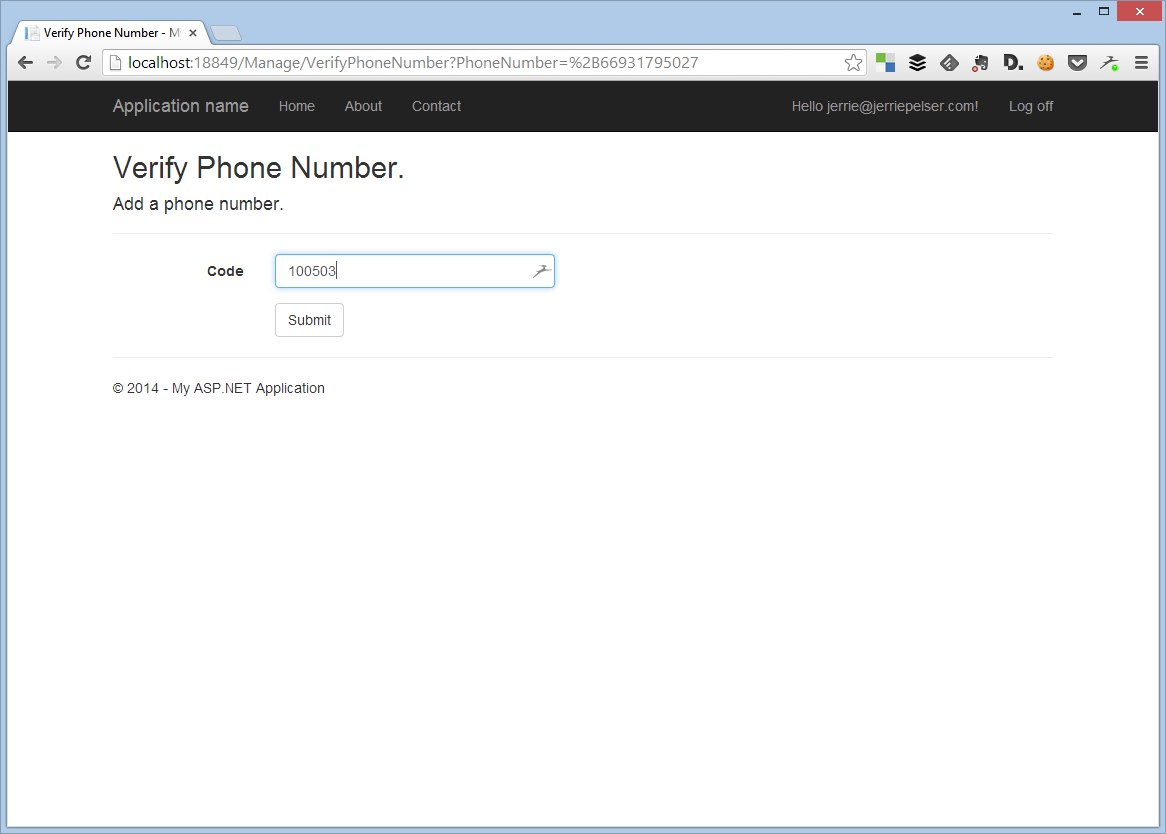 Verify Phone Number - M
localhost:18849/Manage/VerifyPhoneNumber?PhoneNumber=%2B66931795027
D.
Application name Home About Contact Hello jerrie@jerriepelser.com! Log off
Verify Phone Number.
Add a phone number.
Code 100503
Submit
© 2014 - My ASP.NET Application